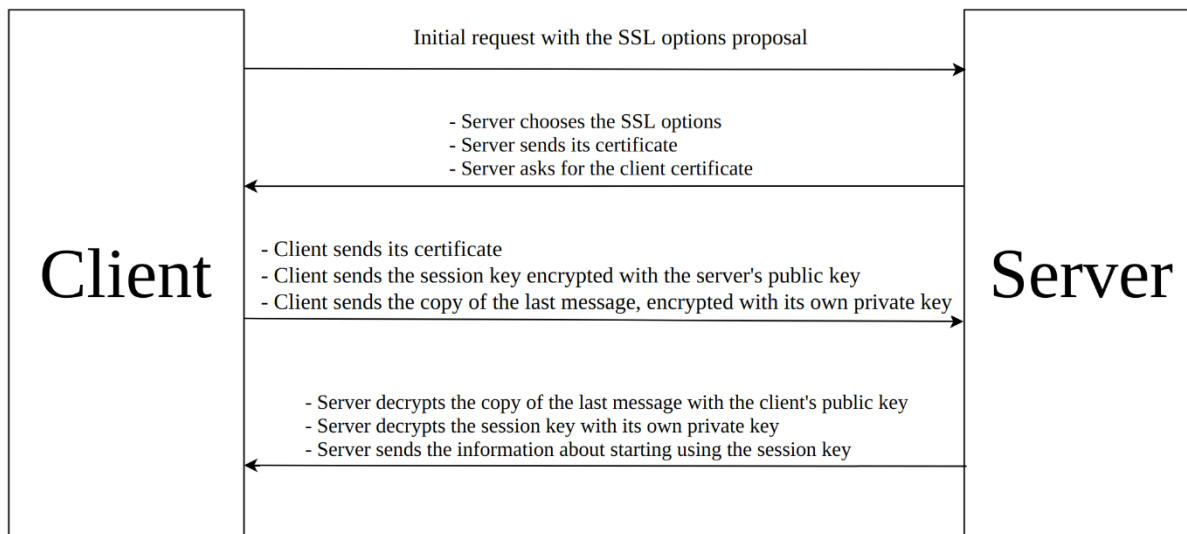 Initial request with the SSL options proposal
- Server chooses the SSL options
- Server sends its certificate
- Server asks for the client certificate
Client
Server
- Client sends its certificate
- Client sends the session key encrypted with the server's public key
- Client sends the copy of the last message, encrypted with its own private key
- Server decrypts the copy of the last message with the client's public key
- Server decrypts the session key with its own private key
- Server sends the information about starting using the session key